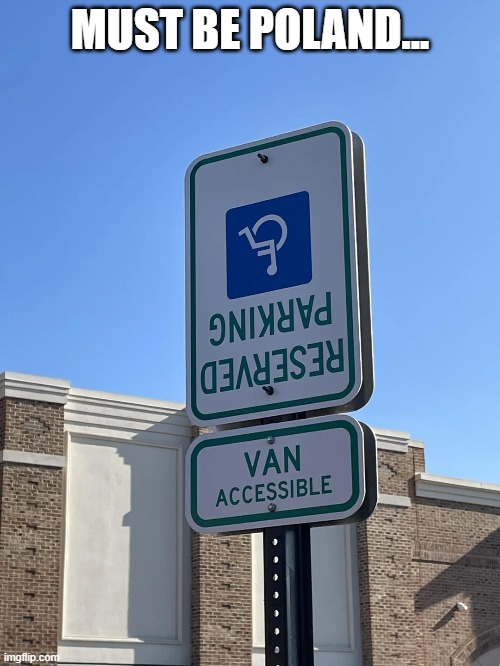 MUST BE POLAND...
RESERVED
PARKING
VAN
ACCESSIBLE
imgflip.com